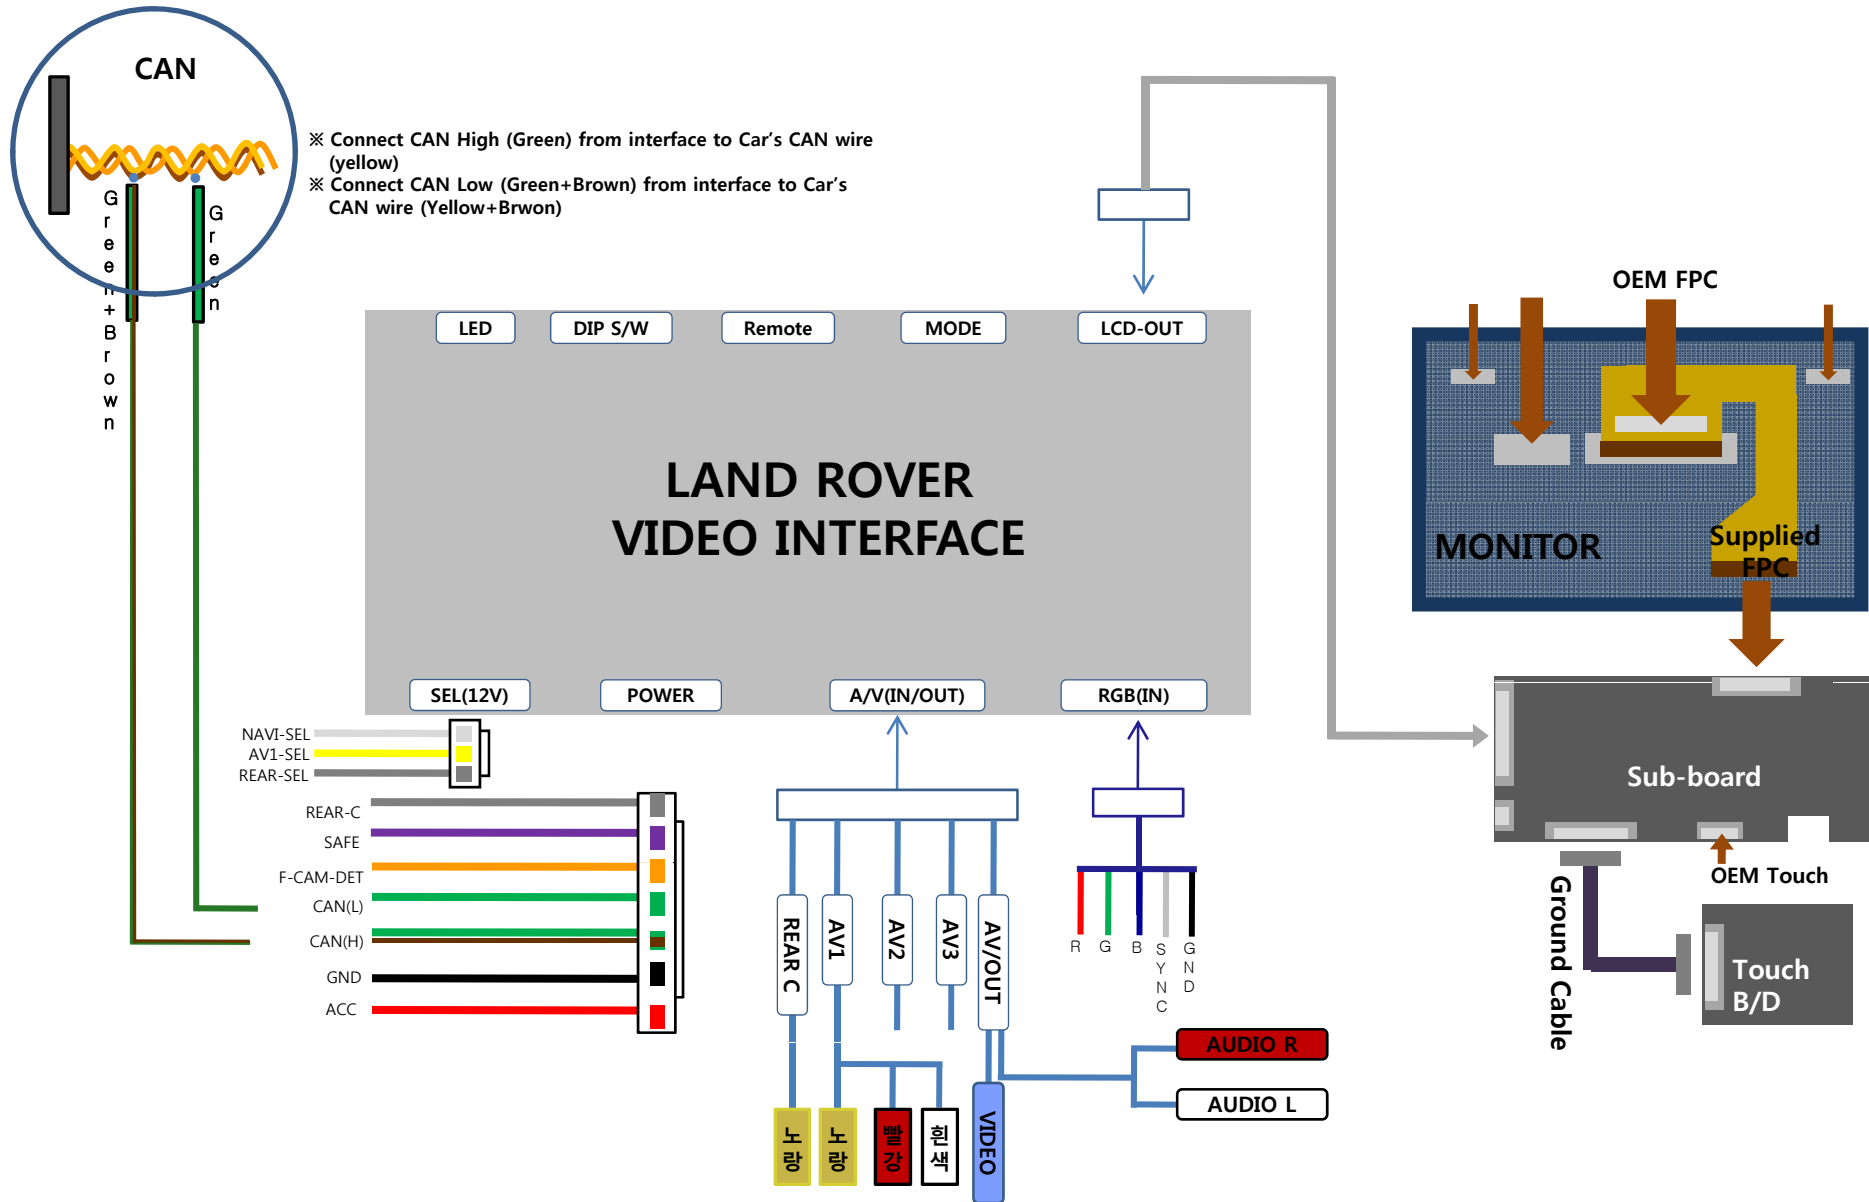 CAN
※ Connect CAN High (Green) from interface to Car's CAN wire
(yellow)
※ Connect CAN Low (Green+Brown) from interface to Car's
CAN wire (Yellow+Brwon)
Green+Brown
Green
OEM FPC
LED
DIP S/W
Remote
MODE
LCD-OUT
LAND ROVER
VIDEO INTERFACE
MONITOR
Supplied
FPC
SEL(12V)
POWER
A/V(IN/OUT)
RGB(IN)
NAVI-SEL
AV1-SEL
REAR-SEL
REAR-C
SAFE
F-CAM-DET
CAN(L)
CAN(H)
GND
ACC
Sub-board
OEM Touch
Ground Cable
Touch
B/D
REAR C
AV1
AV2
AV3
AV/OUT
R
G
B
SYNC
GND
AUDIO R
AUDIO L
노랑
노랑
빨강
흰색
VIDEO